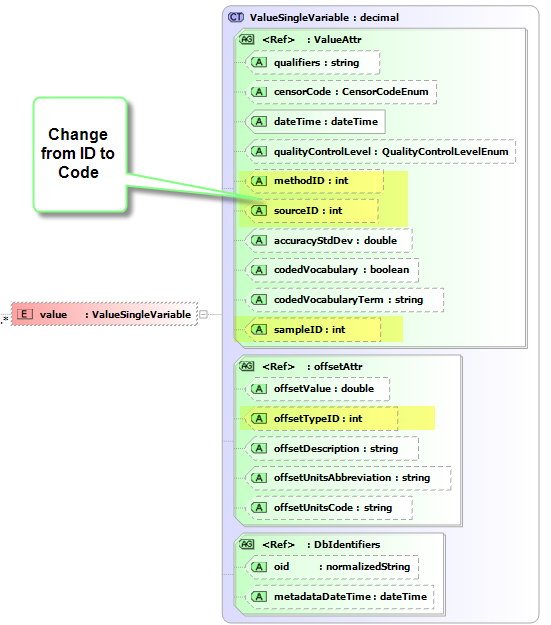 CT ValueSingleVariable : decimal
AG <Ref> : ValueAttr
A qualifiers : string
A censorCode : CensorCodeEnum
A dateTime : dateTime
A qualityControlLevel : QualityControlLevelEnum
Change
from ID to
Code
A methodID : int
A sourceID : int
A accuracyStdDev : double
A codedVocabulary : boolean
A codedVocabularyTerm : string
..* E value : ValueSingleVariable
A sampleID : int
AG <Ref> : offsetAttr
A offsetValue : double
A offsetTypeID : int
A offsetDescription : string
A offsetUnitsAbbreviation : string
A offsetUnitsCode : string
AG <Ref> : DbIdentifiers
A oid : normalizedString
A metadataDateTime : dateTime